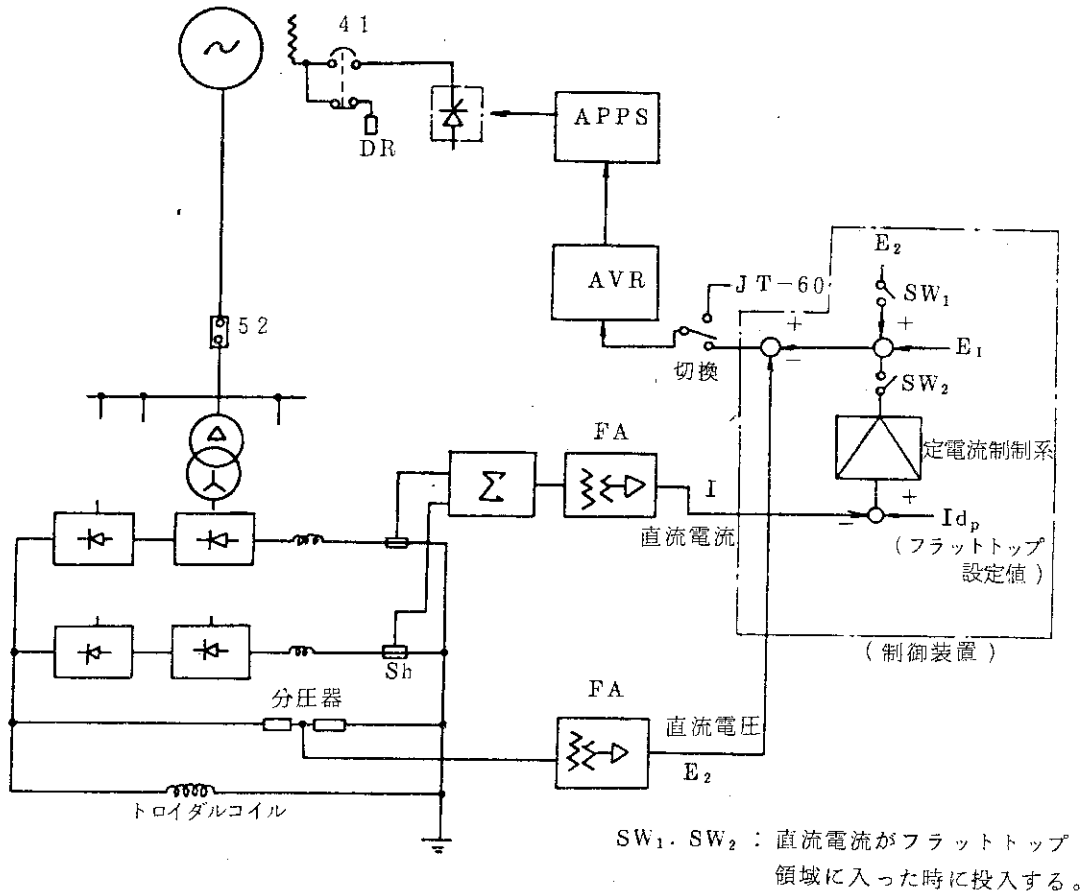 41
DR
APPS
AVR
JT-60
切換
E₂
SW₁
+
+
−
E₁
SW₂
定電流制制系
+
−
Idₚ
(フラットトップ
設定値)
(制御装置)
52
Δ
FA
Σ
I
直流電流
Sh
分圧器
FA
直流電圧
E₂
トロイダルコイル
SW₁. SW₂ : 直流電流がフラットトップ
領域に入った時に投入する。